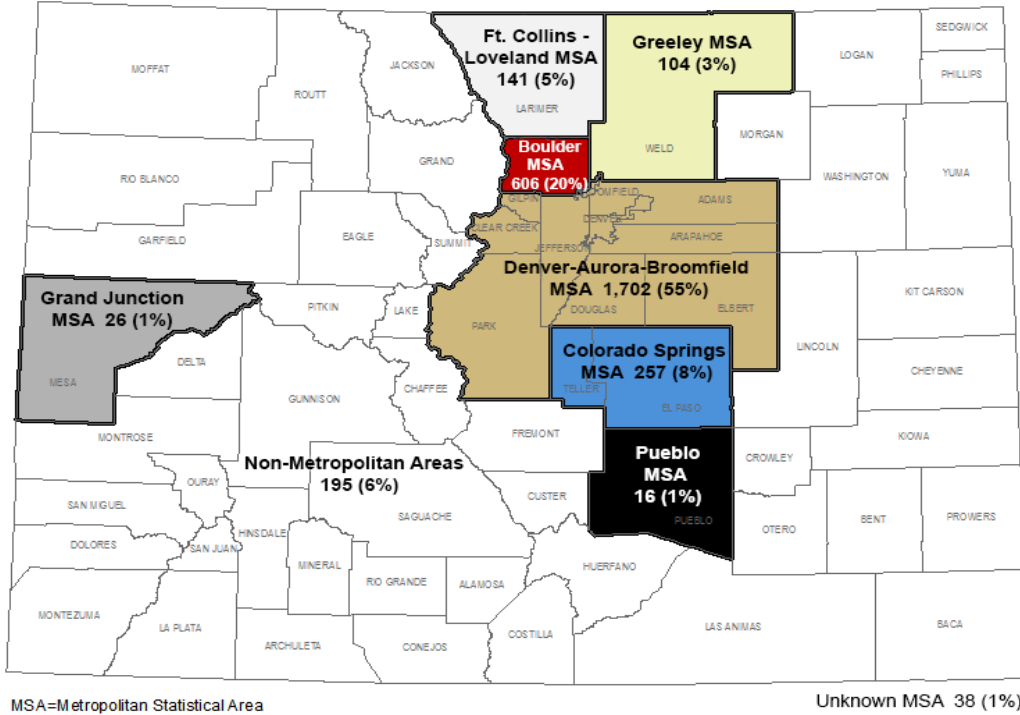 SEDGWICK
Ft. Collins -
Loveland MSA
141 (5%)
Greeley MSA
104 (3%)
LOGAN
MOFFAT
JACKSON
PHILLIPS
ROUTT
LARIMER
MORGAN
Boulder
MSA
606 (20%)
WELD
GRAND
YUMA
WASHINGTON
RIO BLANCO
GILPIN
ADAMS
DENVER
CLEAR CREEK
ARAPAHOE
EAGLE
SUMMIT
JEFFERSON
GARFIELD
Denver-Aurora-Broomfield
MSA 1,702 (55%)
KIT CARSON
Grand Junction
MSA 26 (1%)
PITKIN
LAKE
DOUGLAS
ELBERT
PARK
LINCOLN
Colorado Springs
MSA 257 (8%)
DELTA
CHEYENNE
MESA
CHAFFEE
TELLER
GUNNISON
EL PASO
FREMONT
MONTROSE
KIOWA
Pueblo
MSA
16 (1%)
CROWLEY
Non-Metropolitan Areas
195 (6%)
OURAY
CUSTER
SAN MIGUEL
SAGUACHE
PUEBLO
BENT
PROWERS
OTERO
HINSDALE
DOLORES
SAN JUAN
MINERAL
HUERFANO
RIO GRANDE
ALAMOSA
MONTEZUMA
LA PLATA
LAS ANIMAS
BACA
COSTILLA
ARCHULETA
CONEJOS
MSA=Metropolitan Statistical Area
Unknown MSA 38 (1%)